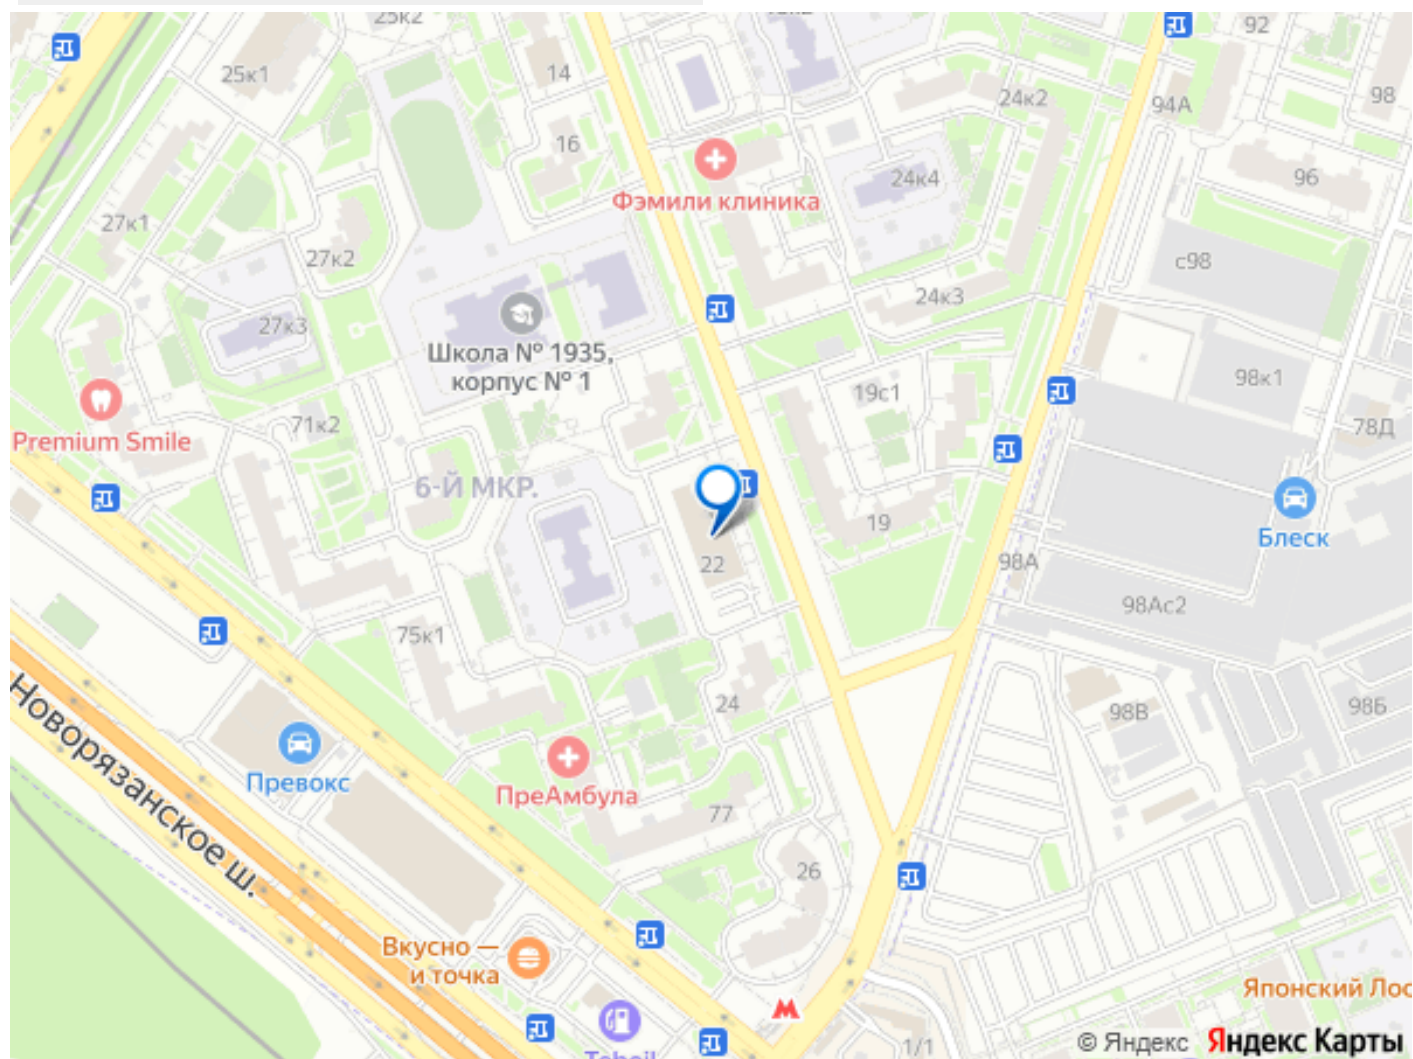 25к2
92
25к1
14
24к2
94А
98
16
24к4
96
Фэмили клиника
27к1
27к2
с98
24к3
27к3
Школа № 1935,
корпус № 1
98к1
19с1
71к2
78Д
Premium Smile
6-Й МКР.
19
Блеск
22
98А
98Ас2
75к1
24
98В
98Б
Новорязанское ш.
Превокс
ПреАмбула
77
26
Вкусно —
и точка
Японский Лос
1/1
© Яндекс Яндекс Карты